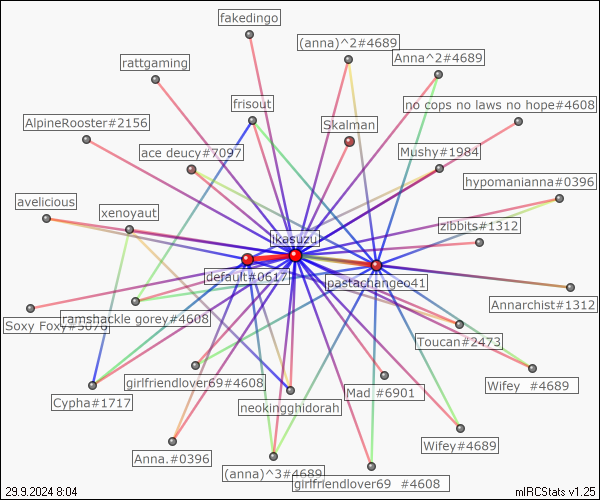 fakedingo
(anna)^2#4689
Anna^2#4689
rattgaming
no cops no laws no hope#4608
frisout
AlpineRooster#2156
Skalman
ace deucy#7097
Mushy#1984
hypomanianna#0396
avelicious
xenoyaut
zibbits#1312
ikasuzu
default#0617
pastachangeo41
Annarchist#1312
Soxy Foxy#5676
ramshackle gorey#4608
Toucan#2473
girlfriendlover69#4608
Mad #6901
Wifey #4689
Cypha#1717
neokingghidorah
Wifey#4689
Anna.#0396
(anna)^3#4689
girlfriendlover69 #4608
29.9.2024 8:04
mIRCStats v1.25